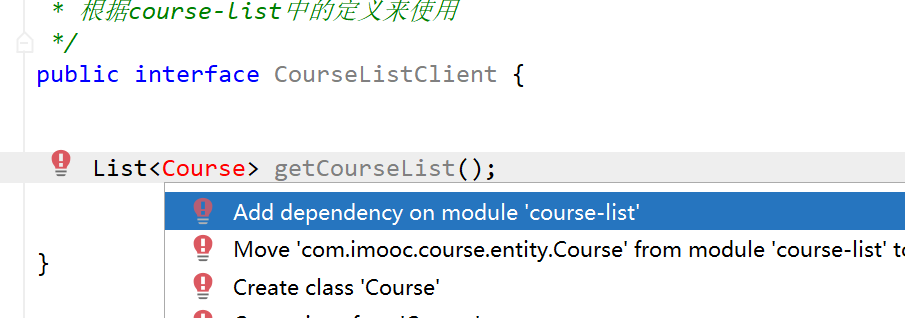 * 根据course-list中的定义来使用
*/
public interface CourseListClient {
List<Course> getCourseList();
Add dependency on module 'course-list'
Move 'com.imooc.course.entity.Course' from module 'course-list' to
Create class 'Course'
}